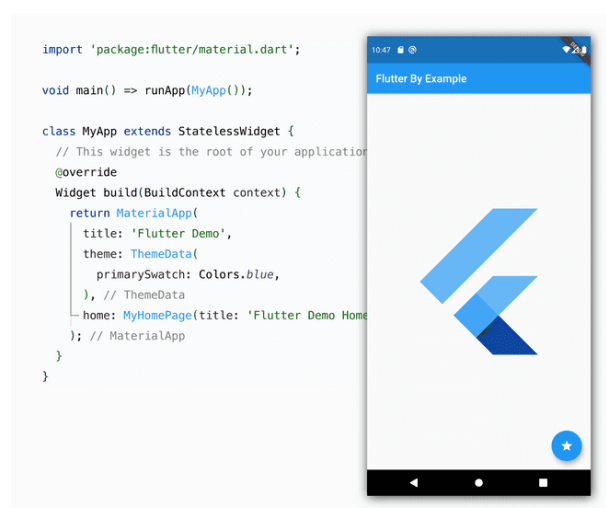 import 'package:flutter/material.dart';
void main() => runApp(MyApp());
class MyApp extends StatelessWidget {
// This widget is the root of your application
@override
Widget build(BuildContext context) {
return MaterialApp(
title: 'Flutter Demo',
theme: ThemeData(
primarySwatch: Colors.blue,
), // ThemeData
home: MyHomePage(title: 'Flutter Demo Home
); // MaterialApp
}
}
10:47
Flutter By Example